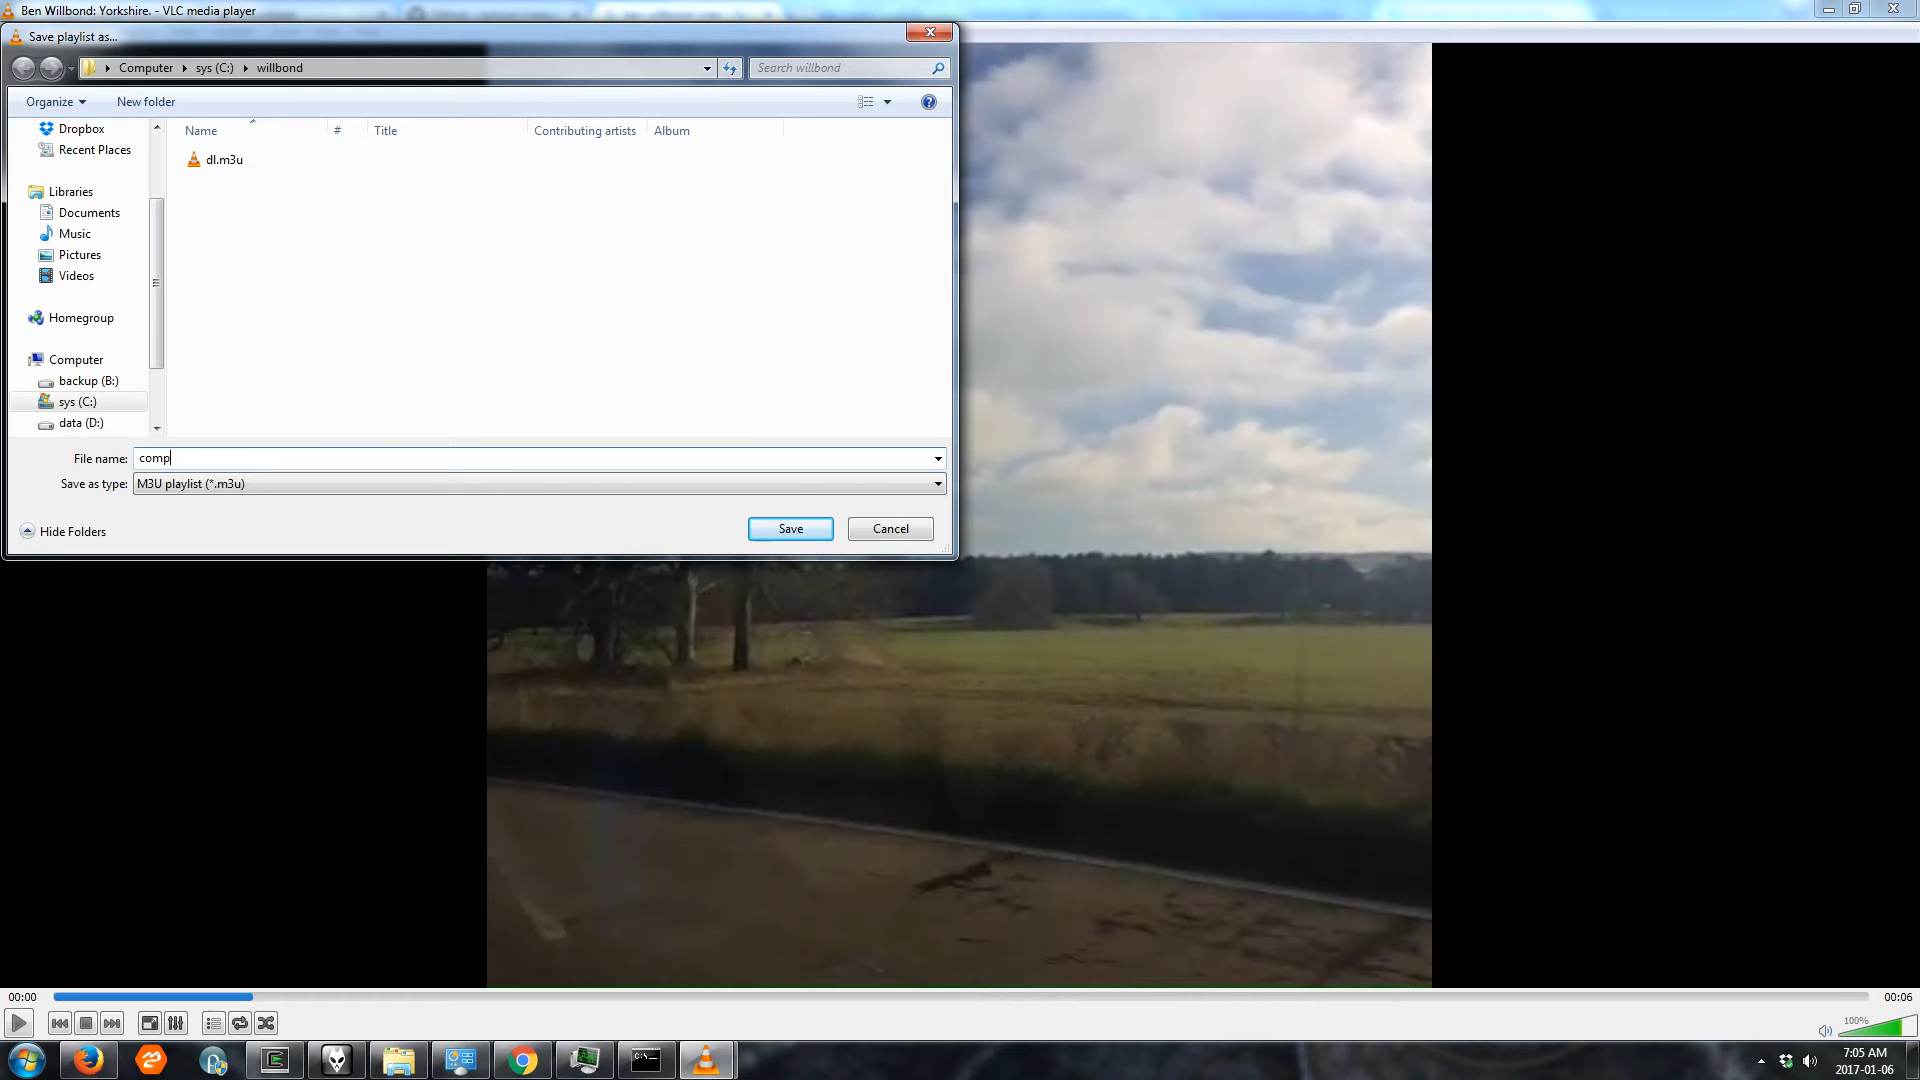 Ben Willbond: Yorkshire. - VLC media player
Save playlist as...
Computer sys (C:) willbond
Search willbond
Organize New folder
Name # Title Contributing artists Album
dl.m3u
Dropbox
Recent Places
Libraries
Documents
Music
Pictures
Videos
Homegroup
Computer
backup (B:)
sys (C:)
data (D:)
File name: comp
Save as type: M3U playlist (*.m3u)
Hide Folders
Save Cancel
00:00 00:06
100%
7:05 AM
2017-01-06